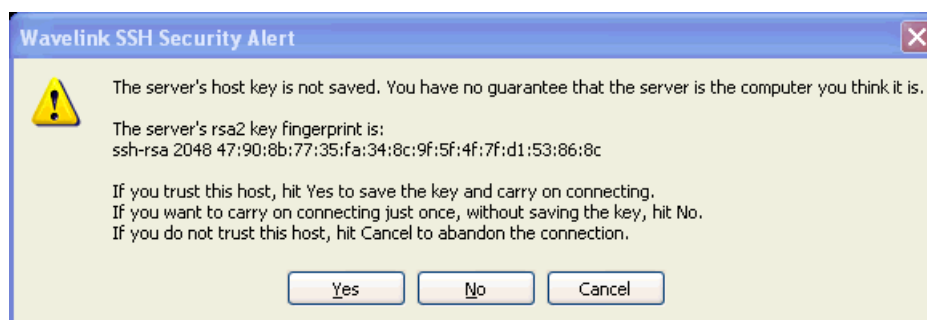 Wavelink SSH Security Alert
The server's host key is not saved. You have no guarantee that the server is the computer you think it is.
The server's rsa2 key fingerprint is:
ssh-rsa 2048 47:90:8b:77:35:fa:34:8c:9f:5f:4f:7f:d1:53:86:8c
If you trust this host, hit Yes to save the key and carry on connecting.
If you want to carry on connecting just once, without saving the key, hit No.
If you do not trust this host, hit Cancel to abandon the connection.
Yes No Cancel